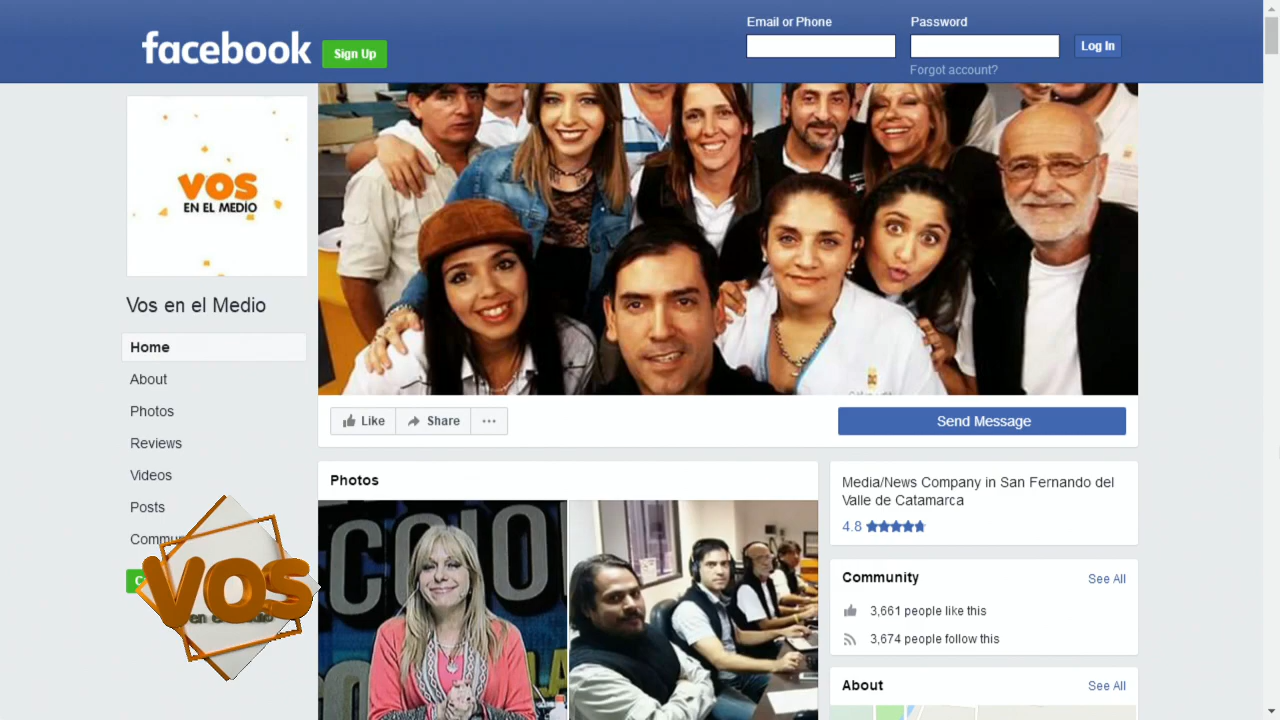 Email or Phone
Password
facebook
Sign Up
Log In
Forgot account?
VOS
EN EL MEDIO
Vos en el Medio
Home
About
Photos
Reviews
Videos
Posts
Like
Share
Send Message
Photos
Media/News Company in San Fernando del
Valle de Catamarca
4.8
Community
See All
3,661 people like this
3,674 people follow this
About
See All
VOS